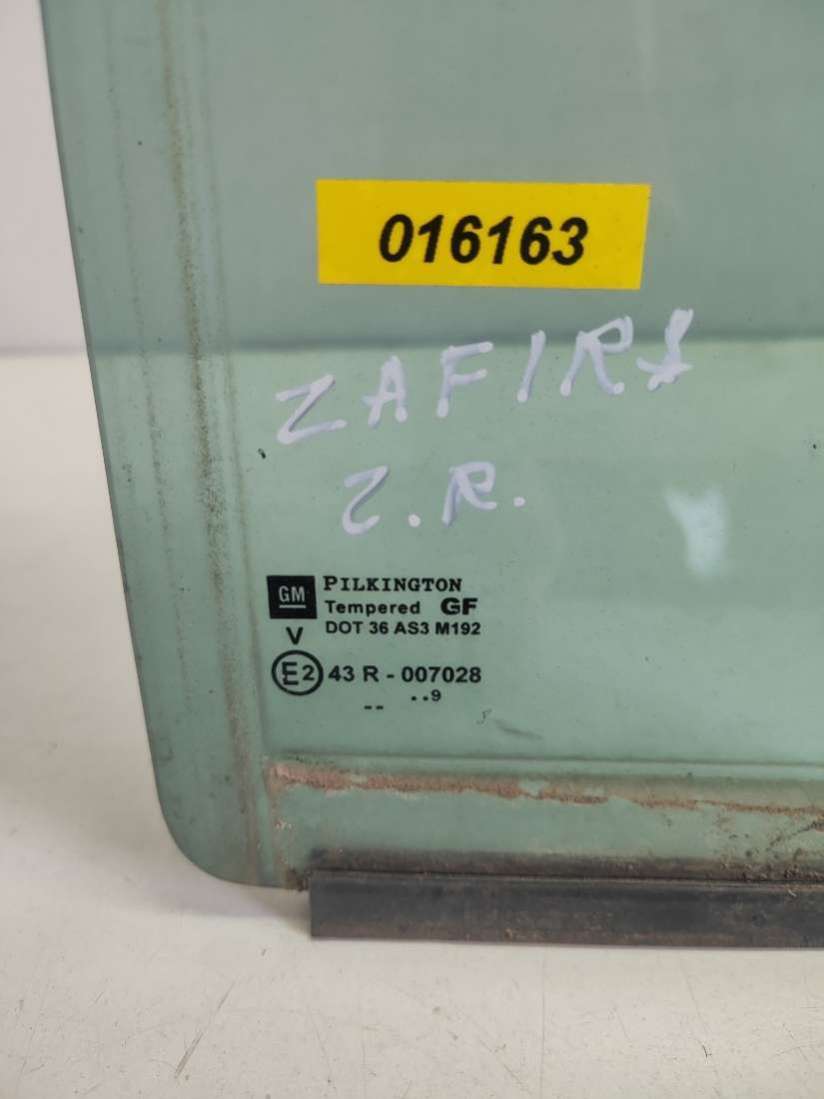 016163
ZAFIRA
Z.R.
GM PILKINGTON
Tempered GF
V DOT 36 AS3 M192
E2 43 R - 007028
-- ..9